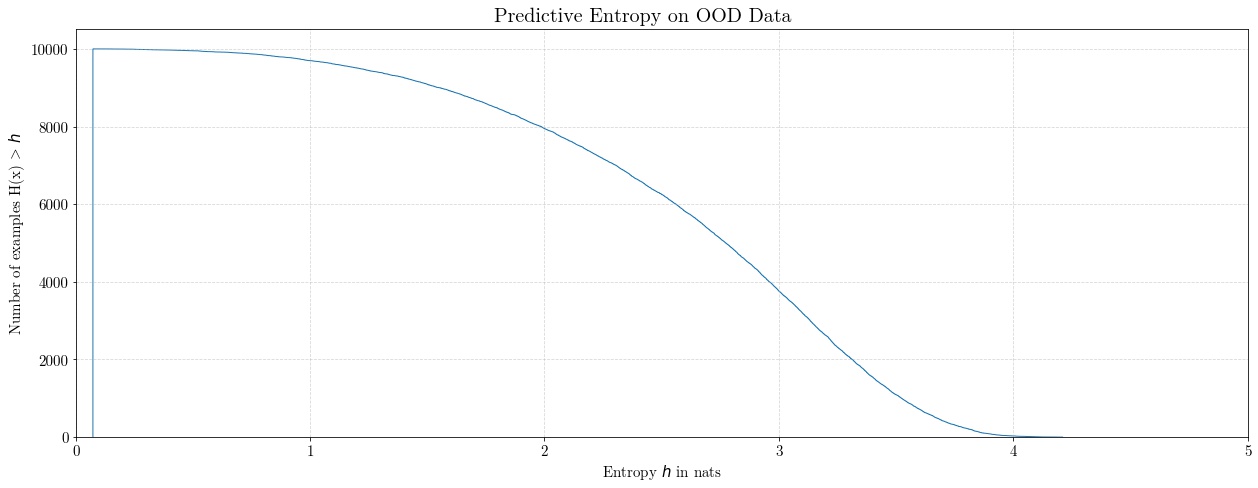 Predictive Entropy on OOD Data
Number of examples H(x) > h
10000
8000
6000
4000
2000
0
0 1 2 3 4 5
Entropy h in nats